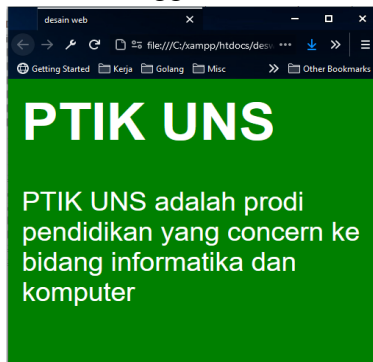 desain web
file:///C:/xampp/htdocs/desv
Getting Started Kerja Golang Misc Other Bookmarks
PTIK UNS
PTIK UNS adalah prodi
pendidikan yang concern ke
bidang informatika dan
komputer